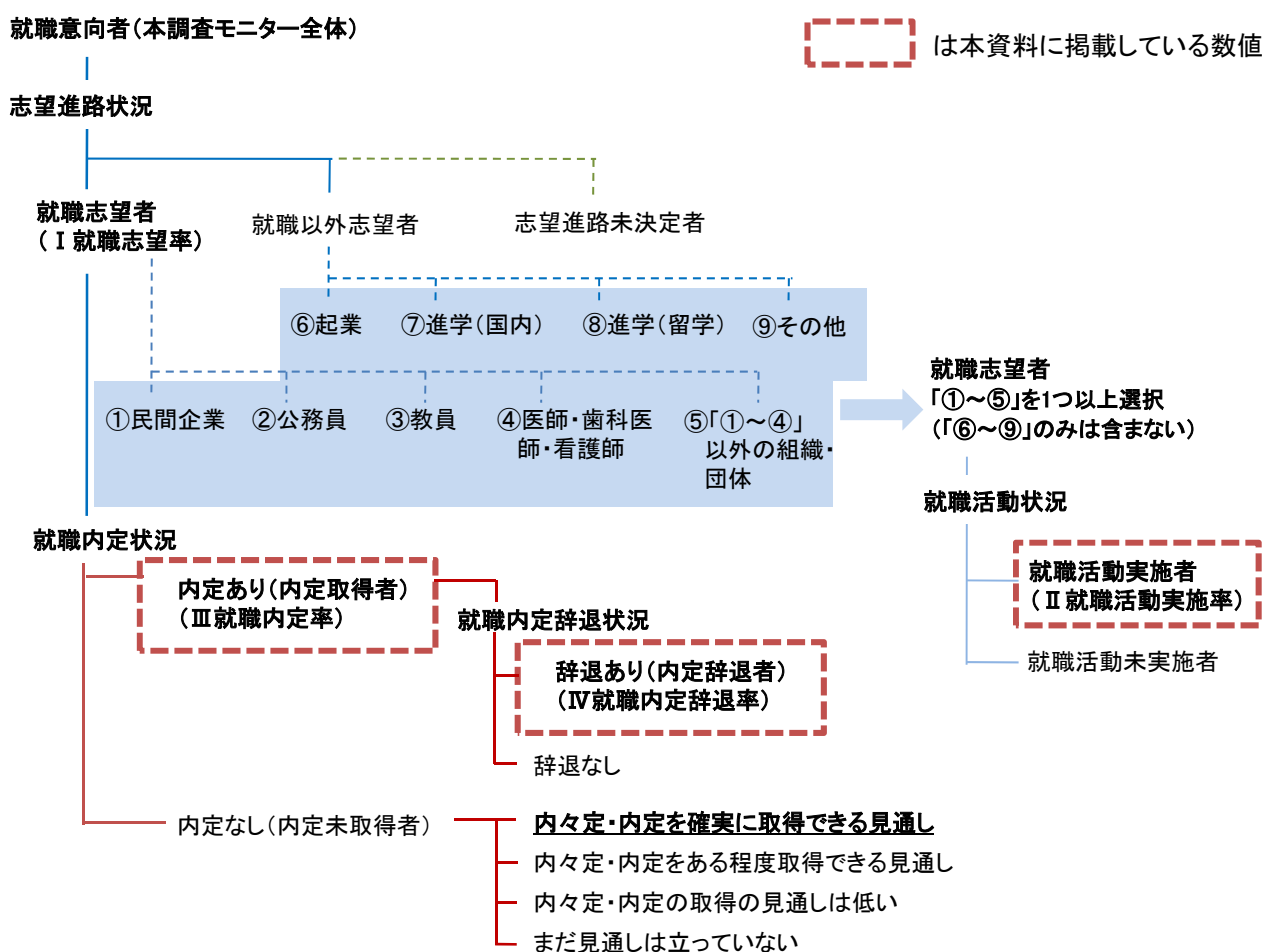 就職意向者(本調査モニター全体)
は本資料に掲載している数値
志望進路状況
就職志望者
(Ⅰ就職志望率)
就職以外志望者
志望進路未決定者
⑥起業
⑦進学(国内)
⑧進学(留学)
⑨その他
①民間企業
②公務員
③教員
④医師・歯科医
師・看護師
⑤「①～④」
以外の組織・
団体
就職志望者
「①～⑤」を1つ以上選択
(「⑥～⑨」のみは含まない)
就職活動状況
就職活動実施者
(Ⅱ就職活動実施率)
就職活動未実施者
就職内定状況
内定あり(内定取得者)
(Ⅲ就職内定率)
就職内定辞退状況
辞退あり(内定辞退者)
(Ⅳ就職内定辞退率)
辞退なし
内定なし(内定未取得者)
内々定・内定を確実に取得できる見通し
内々定・内定をある程度取得できる見通し
内々定・内定の取得の見通しは低い
まだ見通しは立っていない